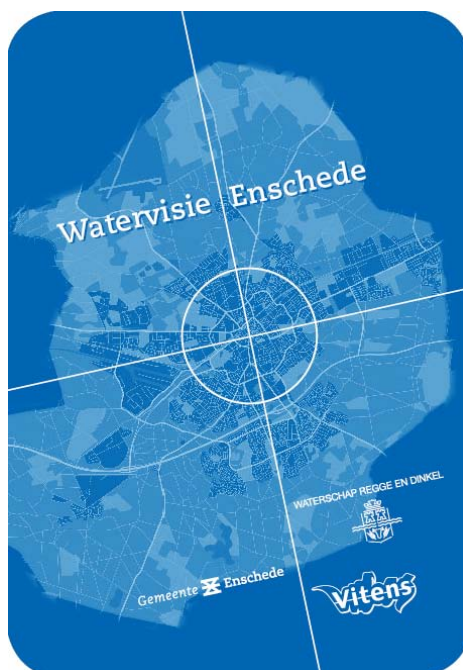 Watervisie Enschede
WATERSCHAP REGGE EN DINKEL
Gemeente Enschede
Vitens